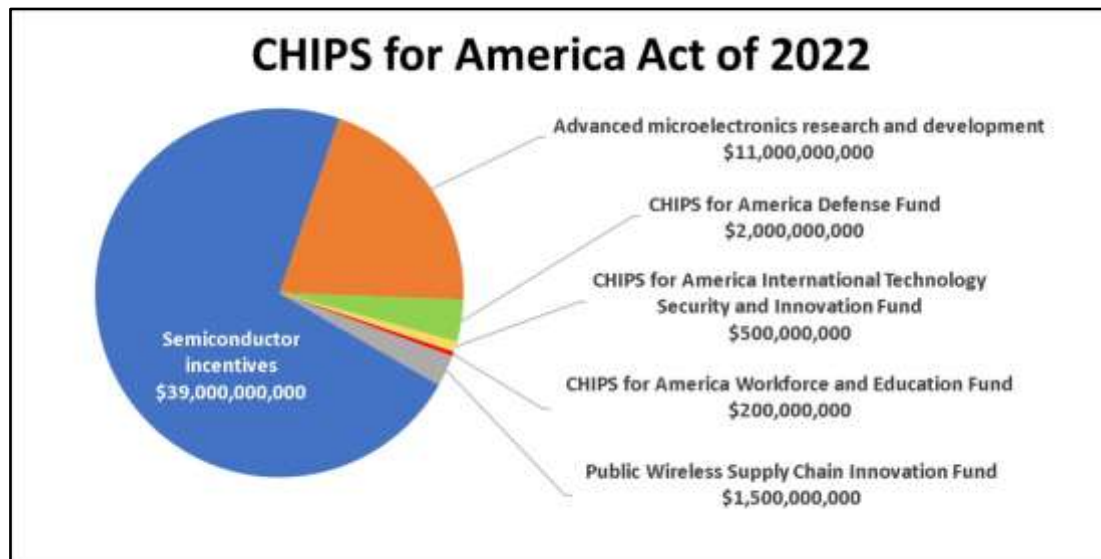 CHIPS for America Act of 2022
Advanced microelectronics research and development
$11,000,000,000
CHIPS for America Defense Fund
$2,000,000,000
CHIPS for America International Technology
Security and Innovation Fund
$500,000,000
CHIPS for America Workforce and Education Fund
$200,000,000
Public Wireless Supply Chain Innovation Fund
$1,500,000,000
Semiconductor
incentives
$39,000,000,000